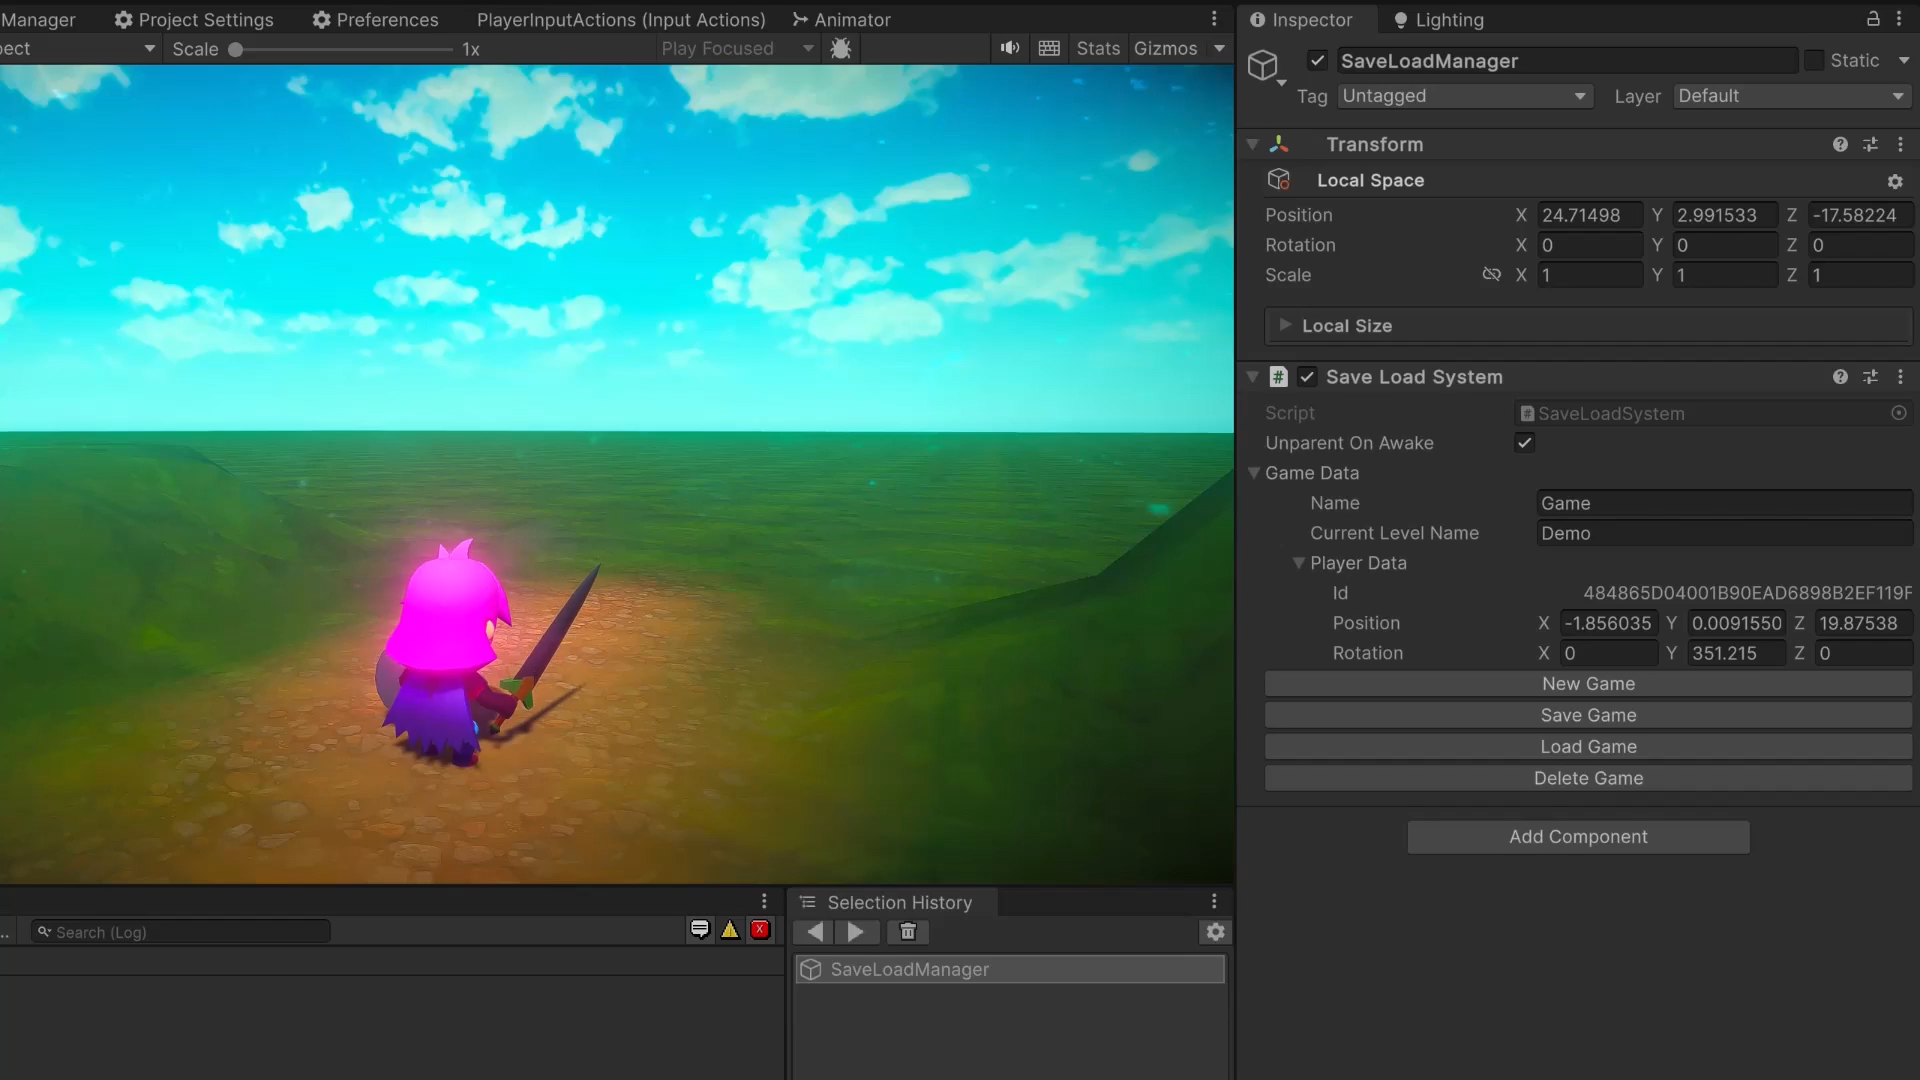 Manager
Project Settings
Preferences
PlayerInputActions (Input Actions)
Animator
ect
Scale
1x
Play Focused
Stats
Gizmos
Inspector
Lighting
SaveLoadManager
Static
Tag
Untagged
Layer
Default
Transform
Local Space
Position
X 24.71498 Y 2.991533 Z -17.58224
Rotation
X 0 Y 0 Z 0
Scale
X 1 Y 1 Z 1
Local Size
Save Load System
Script
SaveLoadSystem
Unparent On Awake
Game Data
Name
Game
Current Level Name
Demo
Player Data
Id
484865D04001B90EAD6898B2EF119F
Position
X -1.856035 Y 0.0091550 Z 19.87538
Rotation
X 0 Y 351.215 Z 0
New Game
Save Game
Load Game
Delete Game
Add Component
Search (Log)
Selection History
SaveLoadManager